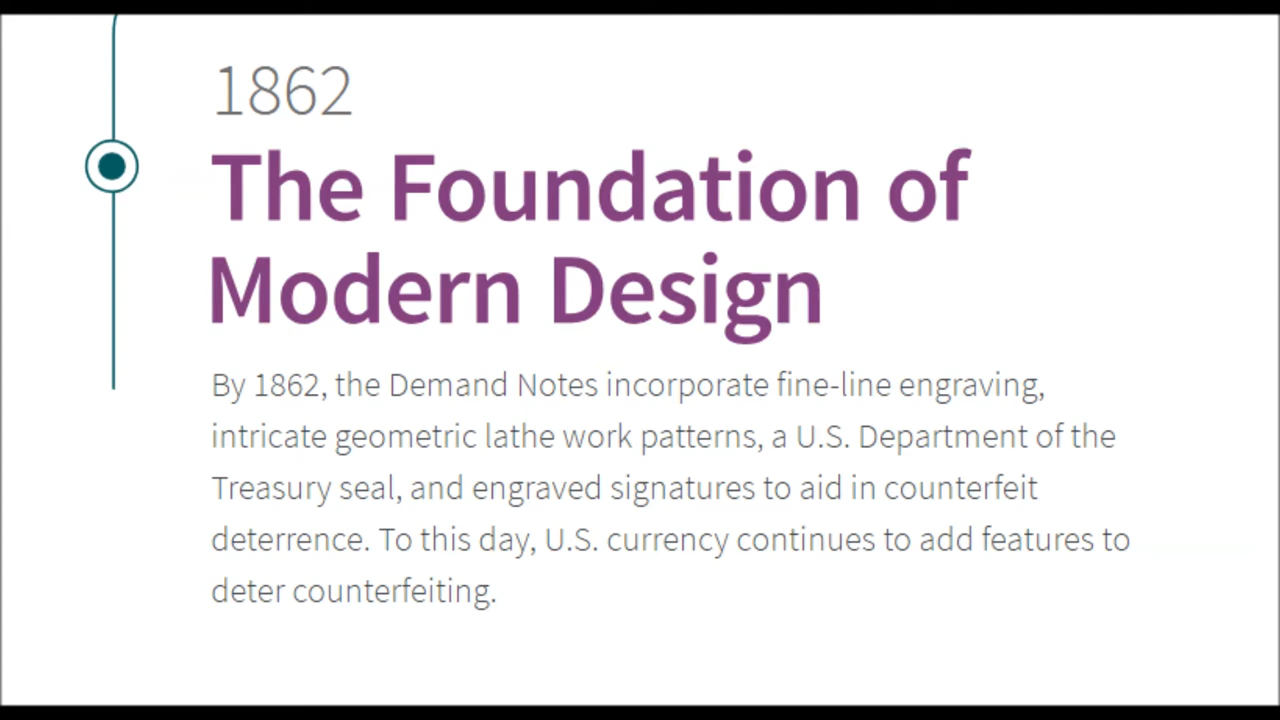 1862
The Foundation of
Modern Design
By 1862, the Demand Notes incorporate fine-line engraving,
intricate geometric lathe work patterns, a U.S. Department of the
Treasury seal, and engraved signatures to aid in counterfeit
deterrence. To this day, U.S. currency continues to add features to
deter counterfeiting.